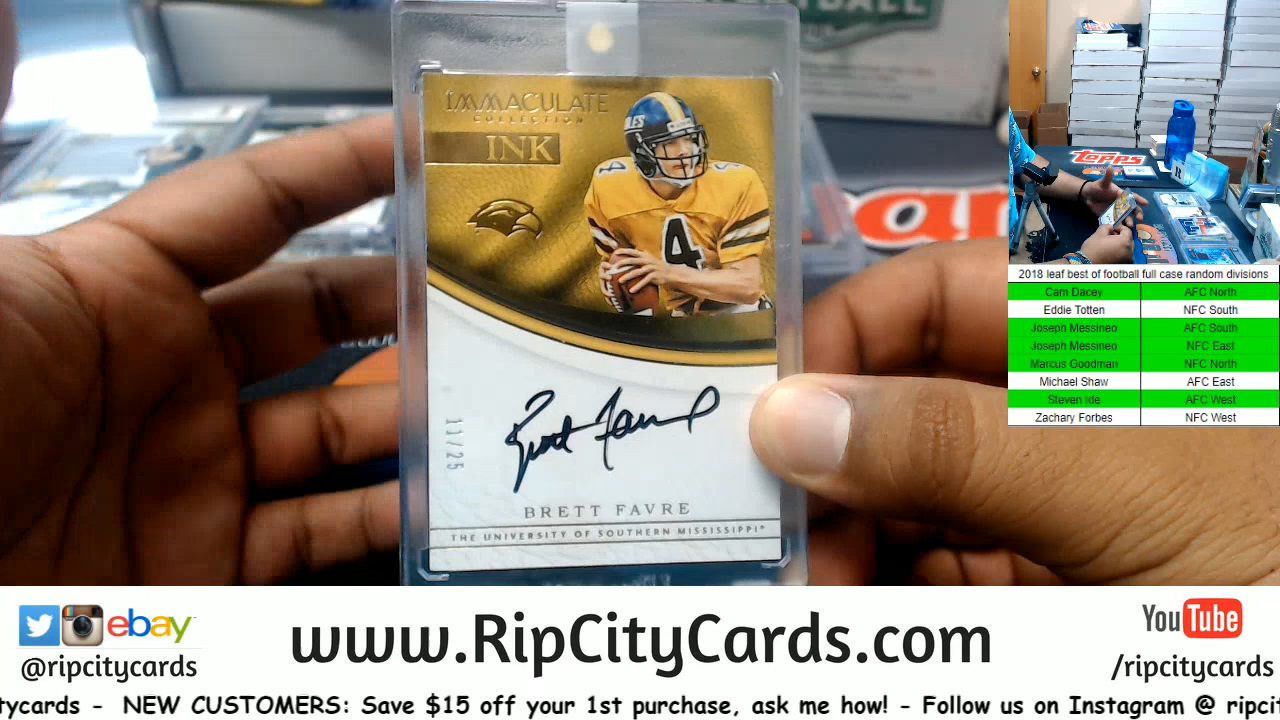 IMMACULATE
COLLECTION
INK
4
4
11/25
BRETT FAVRE
THE UNIVERSITY OF SOUTHERN MISSISSIPPI
topps
2018 leaf best of football full case random divisions
Cam Dacey AFC North
Eddie Totten NFC South
Joseph Messineo AFC South
Joseph Messineo NFC East
Marcus Goodman NFC North
Michael Shaw AFC East
Steven Ide AFC West
Zachary Forbes NFC West
ebay
@ripcitycards
www.RipCityCards.com
YouTube
/ripcitycards
tycards - NEW CUSTOMERS: Save $15 off your 1st purchase, ask me how! - Follow us on Instagram @ ripci